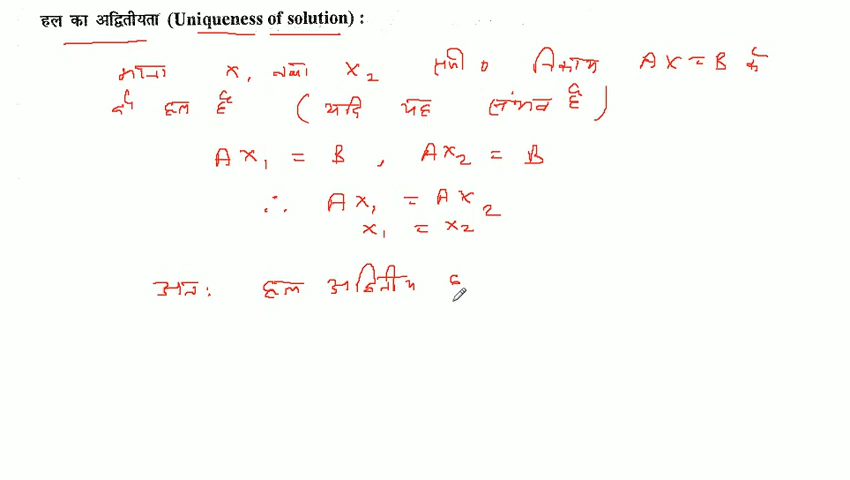 हल का अद्वितीयता (Uniqueness of solution) :
माना X₁ तथा X₂ समी० निकाय AX = B के
दो हल हैं (यदि यह संभव है)
AX₁ = B , AX₂ = B
∴ AX₁ = AX₂
X₁ = X₂
अतः हल अद्वितीय